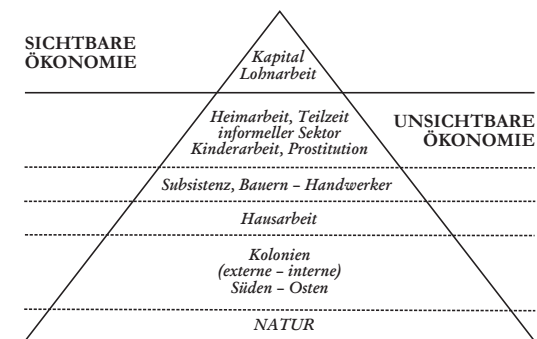 SICHTBARE
ÖKONOMIE
Kapital
Lohnarbeit
Heimarbeit, Teilzeit
informeller Sektor
Kinderarbeit, Prostitution
UNSICHTBARE
ÖKONOMIE
Subsistenz, Bauern – Handwerker
Hausarbeit
Kolonien
(externe – interne)
Süden – Osten
NATUR